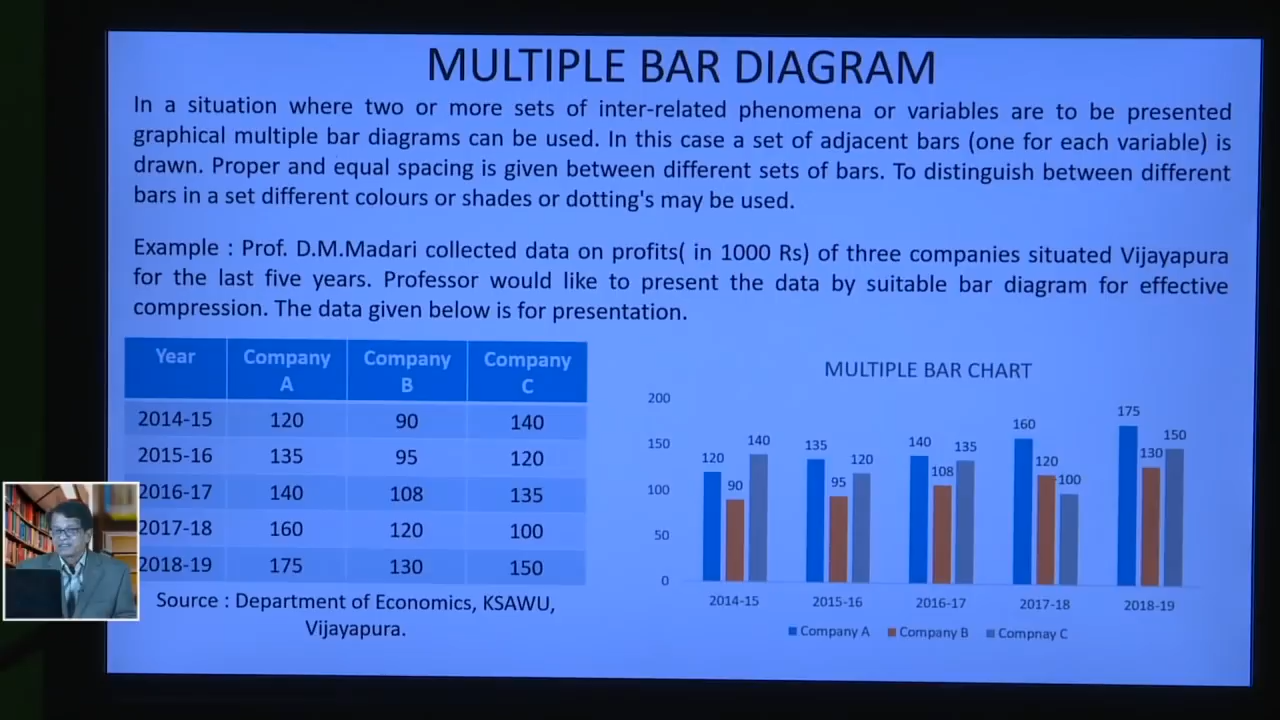 MULTIPLE BAR DIAGRAM
In a situation where two or more sets of inter-related phenomena or variables are to be presented
graphical multiple bar diagrams can be used. In this case a set of adjacent bars (one for each variable) is
drawn. Proper and equal spacing is given between different sets of bars. To distinguish between different
bars in a set different colours or shades or dotting's may be used.
Example : Prof. D.M.Madari collected data on profits( in 1000 Rs) of three companies situated Vijayapura
for the last five years. Professor would like to present the data by suitable bar diagram for effective
compression. The data given below is for presentation.
Year Company A Company B Company C
2014-15 120 90 140
2015-16 135 95 120
2016-17 140 108 135
2017-18 160 120 100
2018-19 175 130 150
Source : Department of Economics, KSAWU,
Vijayapura.
MULTIPLE BAR CHART
200
150
100
50
0
120 90 140
135 95 120
140 108 135
160 120 100
175 130 150
2014-15 2015-16 2016-17 2017-18 2018-19
Company A Company B Compnay C